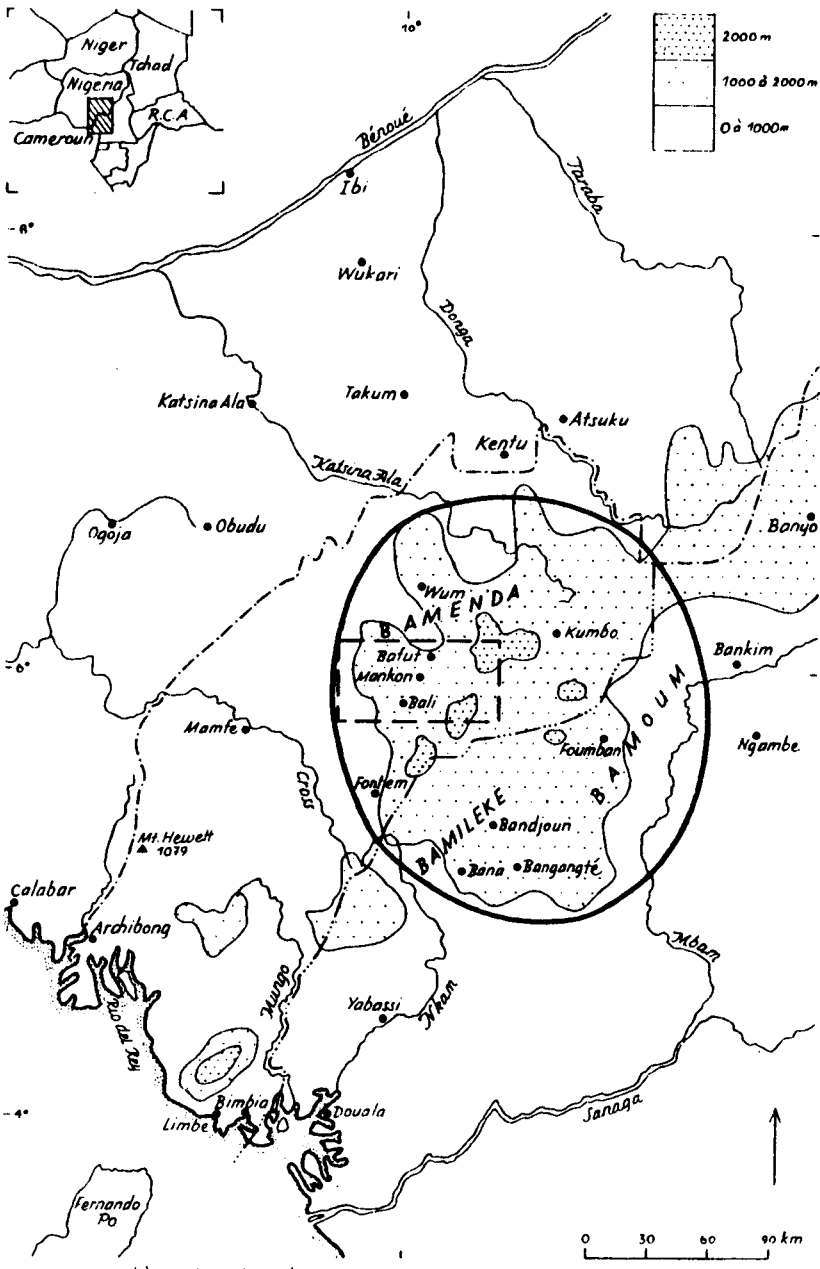 Niger
Tchad
Nigeria
R.C.A
Cameroun
10°
2000 m
1000 à 2000 m
0 à 1000 m
Bénoué
Ibi
Taraba
-8°
Wukari
Donga
Katsina Ala
Takum
Atsuku
Kentu
Katsina Ala
Ogoja
Obudu
Banyo
Wum
BAMENDA
Kumbo
Bafut
Mankon
Bankim
-6°
Bali
BAMOUM
Mamfe
Foumban
Ngambe
Cross
Fontem
BAMILEKE
Bandjoun
Mt. Hewett
1079
Bana
Bangangté
Calabar
Archibong
Mbam
Mungo
Rio del Rey
Yabassi
Nkam
Bimbia
-4°
Limbe
Douala
Sanaga
Fernando
Po
0 30 60 90 km